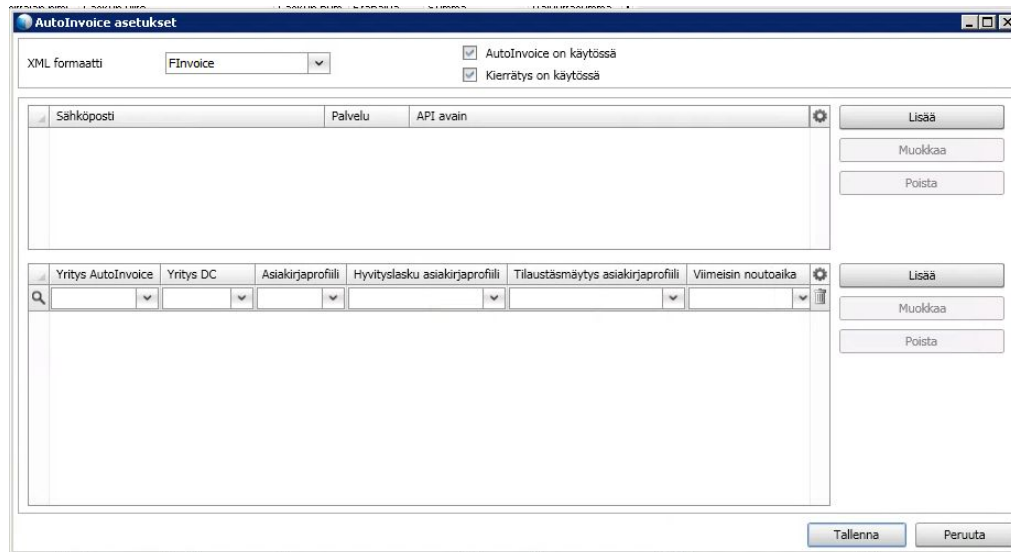 AutoInvoice asetukset
XML formaatti
FInvoice
AutoInvoice on käytössä
Kierrätys on käytössä
Sähköposti Palvelu API avain
Lisää
Muokkaa
Poista
Yritys AutoInvoice Yritys DC Asiakirjaprofiili Hyvityslasku asiakirjaprofiili Tilaustäsmäytys asiakirjaprofiili Viimeisin noutoaika
Lisää
Muokkaa
Poista
Tallenna Peruuta